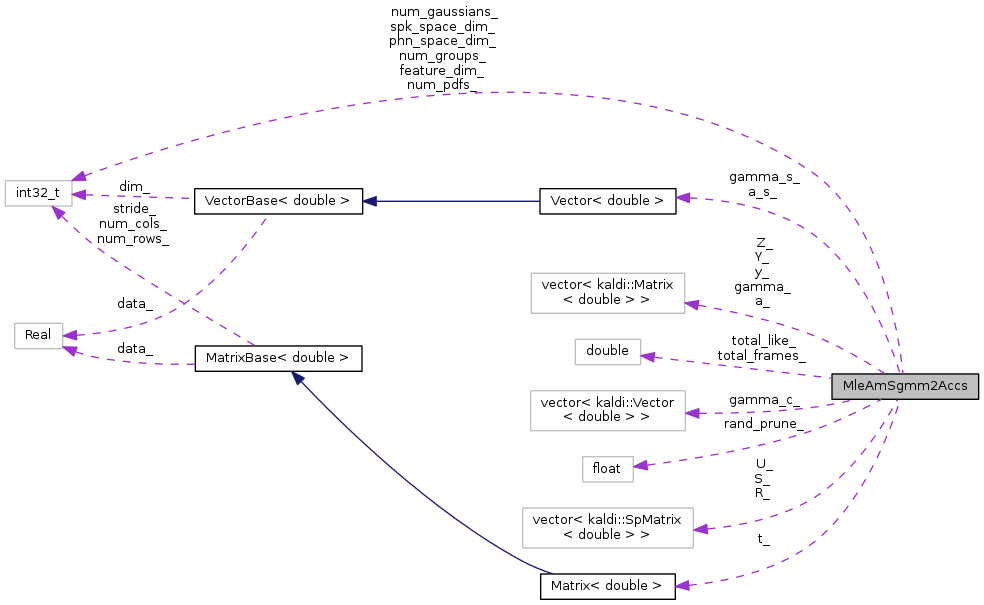 num_gaussians_
spk_space_dim_
phn_space_dim_
num_groups_
feature_dim_
num_pdfs_
int32_t
dim_
stride_
num_cols_
num_rows_
VectorBase< double >
Vector< double >
gamma_s_
a_s_
Z_
Y_
y_
gamma_
a_
vector< kaldi::Matrix
< double > >
data_
Real
data_
MatrixBase< double >
double
total_like_
total_frames_
MleAmSgmm2Accs
vector< kaldi::Vector
< double > >
gamma_c_
rand_prune_
float
U_
S_
R_
vector< kaldi::SpMatrix
< double > >
t_
Matrix< double >